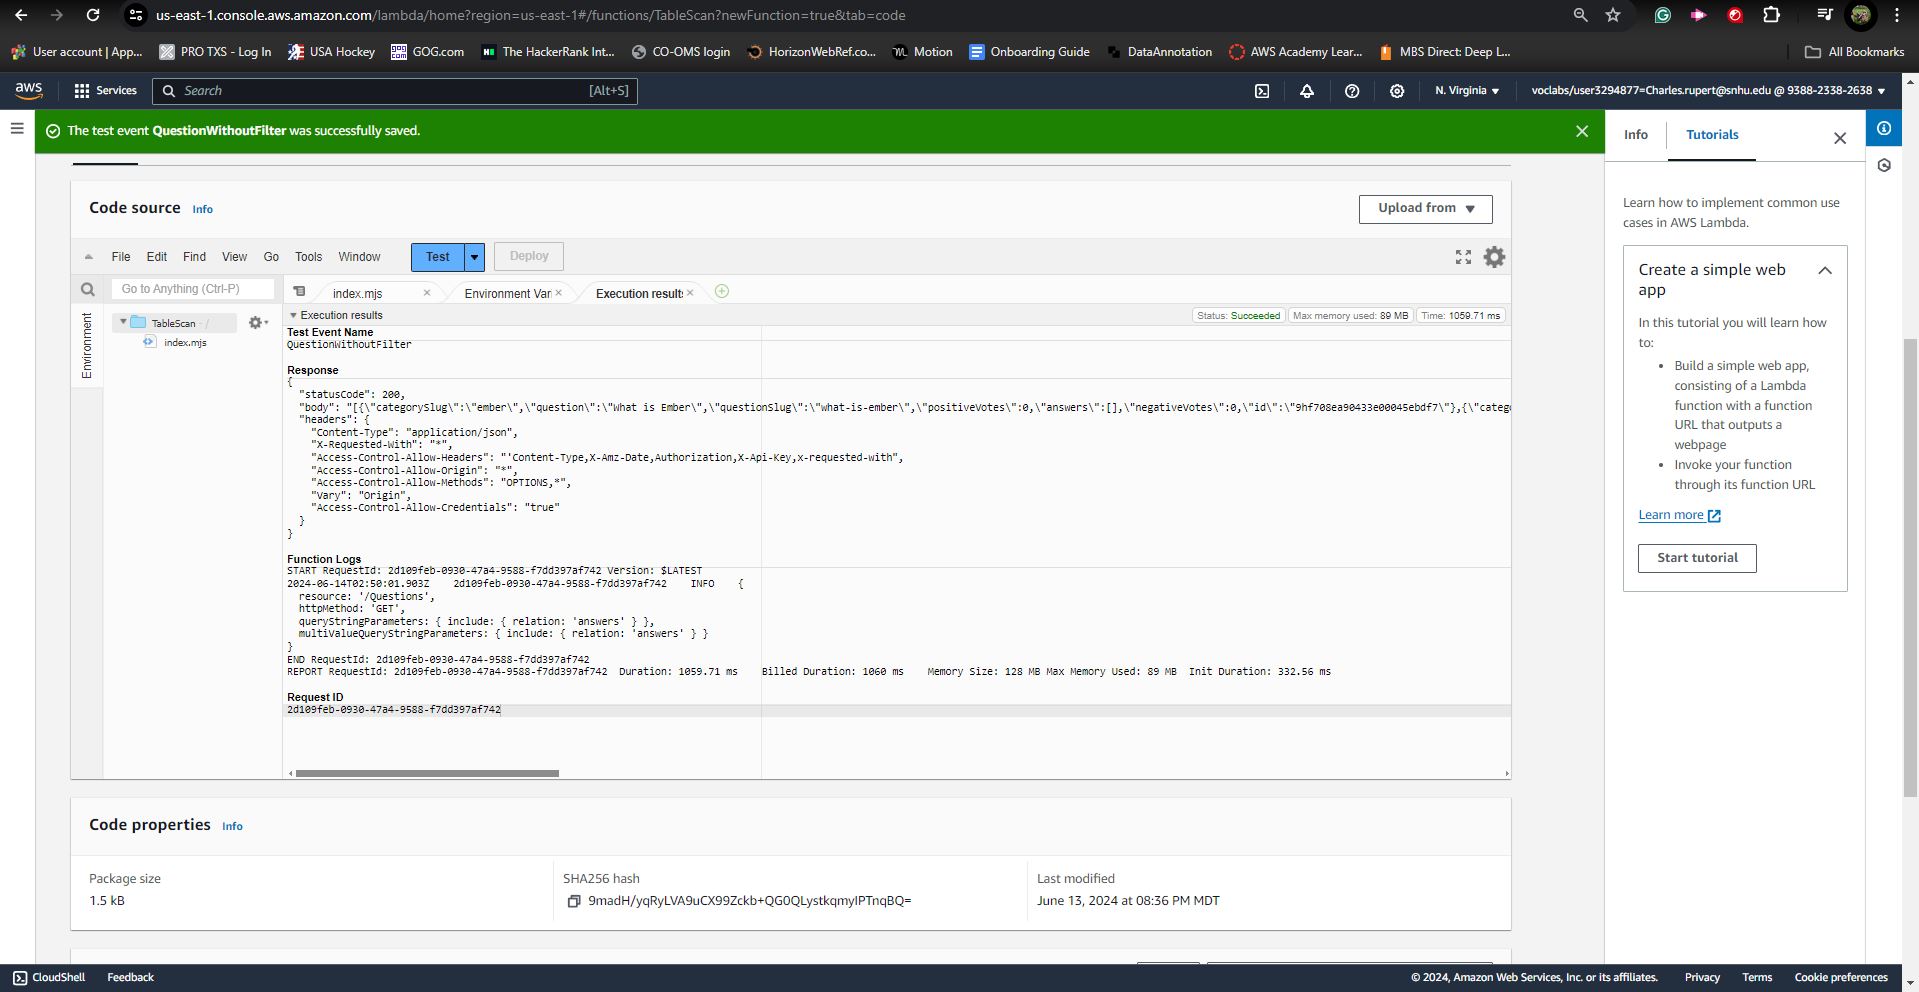 us-east-1.console.aws.amazon.com/lambda/home?region=us-east-1#/functions/TableScan?newFunction=true&tab=code
User account | App... PRO TXS - Log In USA Hockey GOG.com The HackerRank Int... CO-OMS login HorizonWebRef.co... Motion Onboarding Guide DataAnnotation AWS Academy Lear... MBS Direct: Deep L... All Bookmarks
aws Services Search [Alt+S] N. Virginia voclabs/user3294877=Charles.rupert@snhu.edu @ 9388-2338-2638
The test event QuestionWithoutFilter was successfully saved.
Info Tutorials
Code source Info
Upload from
File Edit Find View Go Tools Window Test Deploy
Go to Anything (Ctrl-P)
index.mjs Environment Var Execution results
Environment
TableScan - /
index.mjs
Execution results
Status: Succeeded Max memory used: 89 MB Time: 1059.71 ms
Test Event Name
QuestionWithoutFilter
Response
{
"statusCode": 200,
"body": "[{\"categorySlug\":\"ember\",\"question\":\"What is Ember\",\"questionSlug\":\"what-is-ember\",\"positiveVotes\":0,\"answers\":[],\"negativeVotes\":0,\"id\":\"9hf708ea90433e00045ebdf7\"},{\"categ
"headers": {
"Content-Type": "application/json",
"X-Requested-With": "*",
"Access-Control-Allow-Headers": "'Content-Type,X-Amz-Date,Authorization,X-Api-Key,x-requested-with",
"Access-Control-Allow-Origin": "*",
"Access-Control-Allow-Methods": "OPTIONS,*",
"Vary": "Origin",
"Access-Control-Allow-Credentials": "true"
}
}
Function Logs
START RequestId: 2d109feb-0930-47a4-9588-f7dd397af742 Version: $LATEST
2024-06-14T02:50:01.903Z 2d109feb-0930-47a4-9588-f7dd397af742 INFO {
resource: '/Questions',
httpMethod: 'GET',
queryStringParameters: { include: { relation: 'answers' } },
multiValueQueryStringParameters: { include: { relation: 'answers' } }
}
END RequestId: 2d109feb-0930-47a4-9588-f7dd397af742
REPORT RequestId: 2d109feb-0930-47a4-9588-f7dd397af742 Duration: 1059.71 ms Billed Duration: 1060 ms Memory Size: 128 MB Max Memory Used: 89 MB Init Duration: 332.56 ms
Request ID
2d109feb-0930-47a4-9588-f7dd397af742
Learn how to implement common use
cases in AWS Lambda.
Create a simple web
app
In this tutorial you will learn how
to:
• Build a simple web app,
consisting of a Lambda
function with a function
URL that outputs a
webpage
• Invoke your function
through its function URL
Learn more
Start tutorial
Code properties Info
Package size
1.5 kB
SHA256 hash
9madH/yqRyLVA9uCX99Zckb+QG0QLystkqmyIPTnqBQ=
Last modified
June 13, 2024 at 08:36 PM MDT
CloudShell Feedback © 2024, Amazon Web Services, Inc. or its affiliates. Privacy Terms Cookie preferences